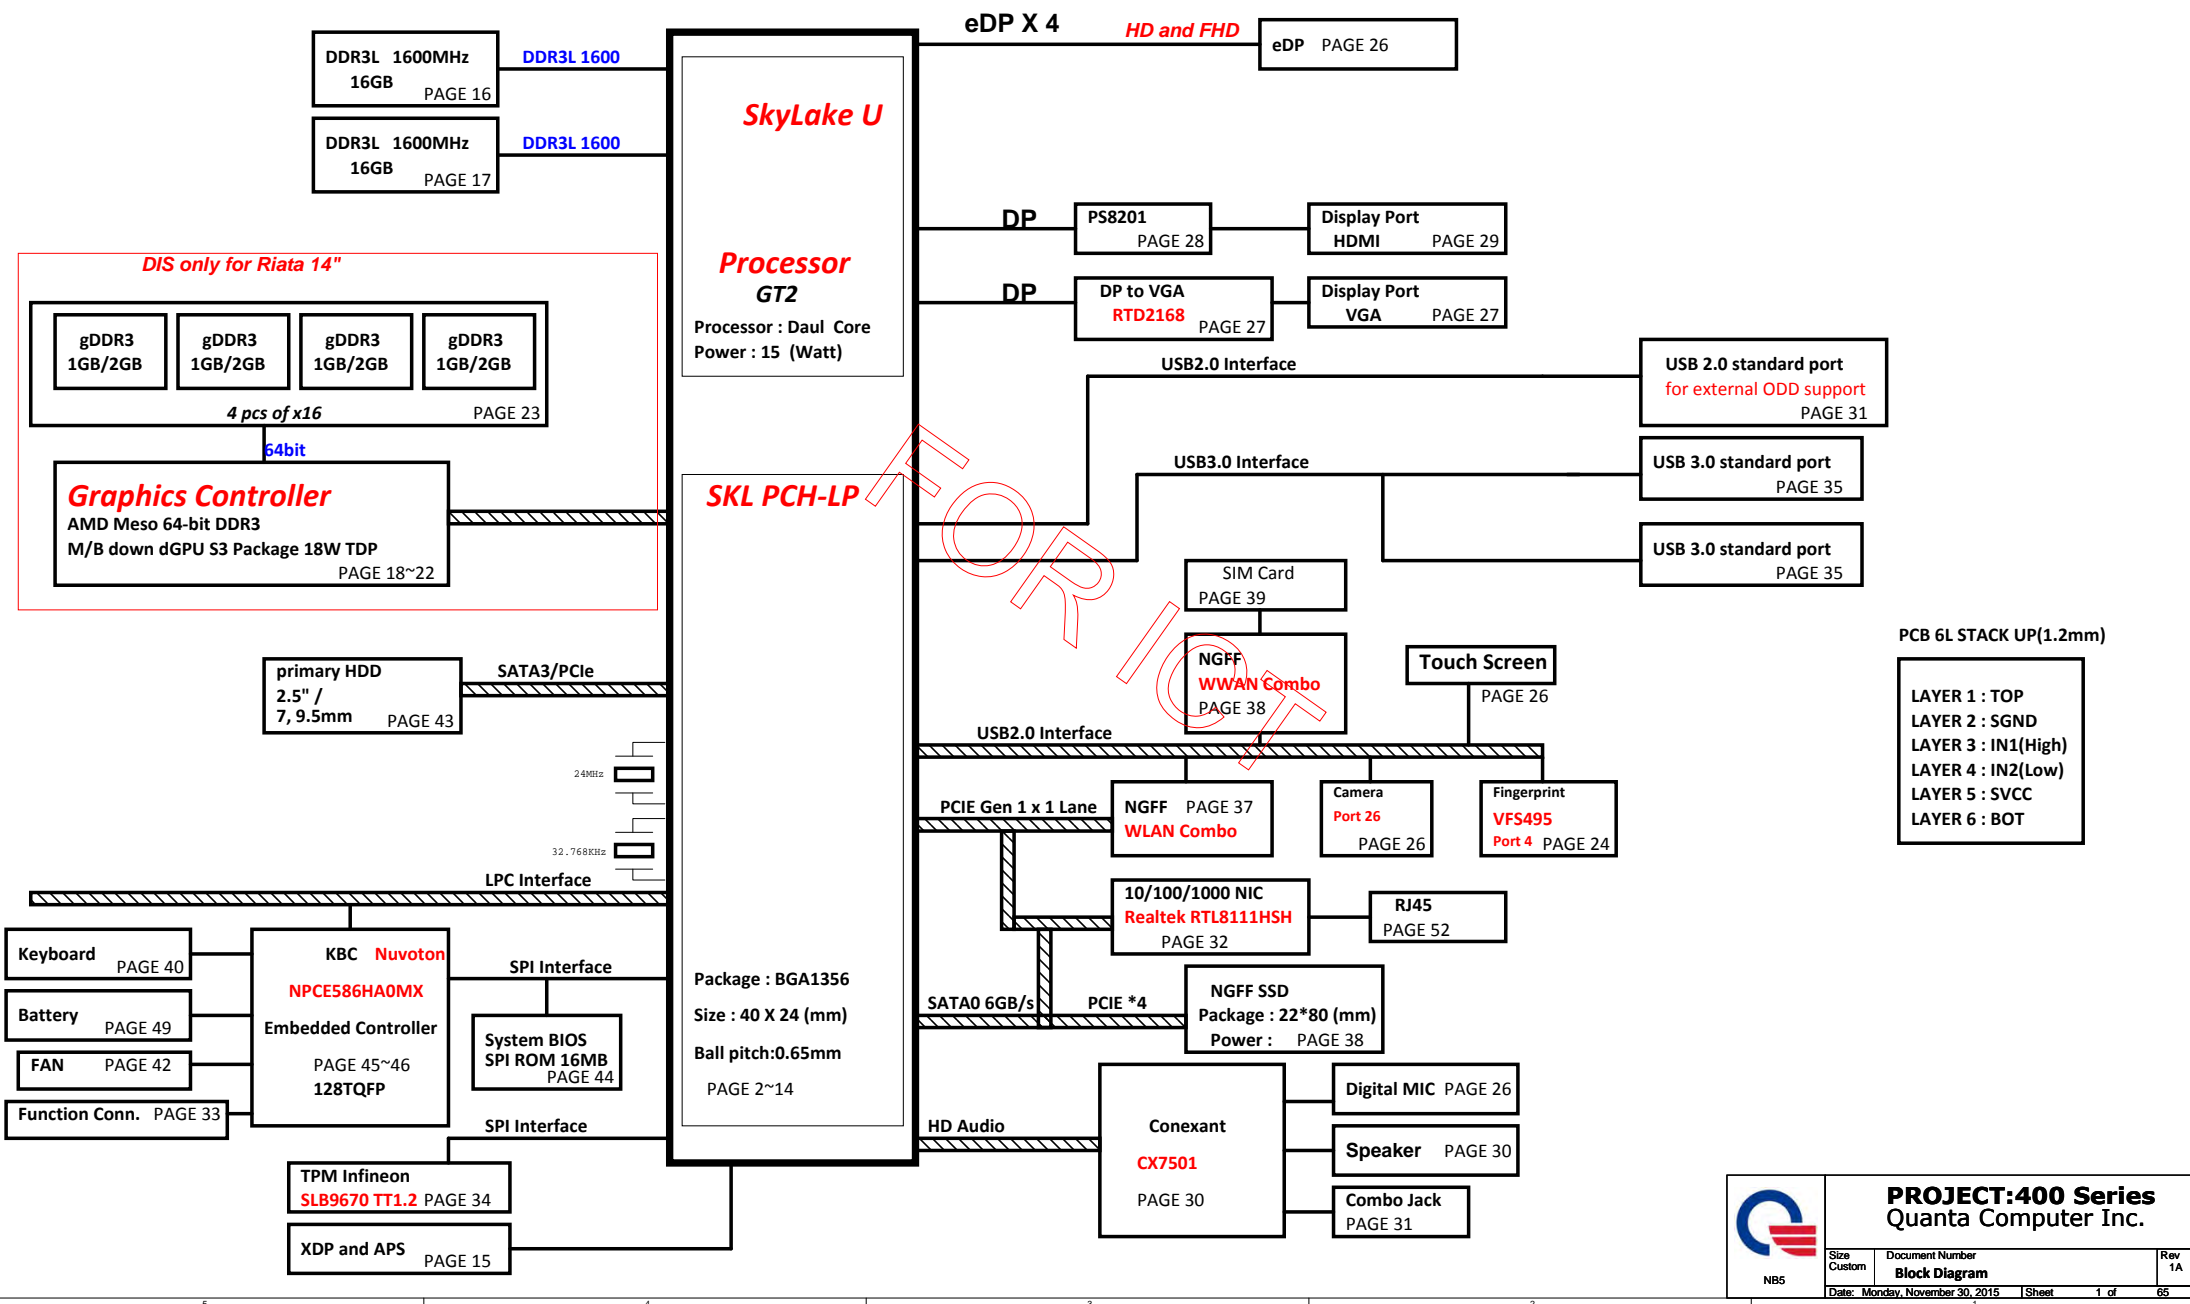 eDP X 4
HD and FHD
eDP PAGE 26
DDR3L 1600MHz
16GB
PAGE 16
DDR3L 1600
DDR3L 1600MHz
16GB
PAGE 17
DDR3L 1600
SkyLake U
Processor
GT2
Processor : Daul Core
Power : 15 (Watt)
DP
PS8201
PAGE 28
Display Port
HDMI PAGE 29
DP
DP to VGA
RTD2168
PAGE 27
Display Port
VGA PAGE 27
DIS only for Riata 14"
gDDR3
1GB/2GB
gDDR3
1GB/2GB
gDDR3
1GB/2GB
gDDR3
1GB/2GB
4 pcs of x16
PAGE 23
64bit
Graphics Controller
AMD Meso 64-bit DDR3
M/B down dGPU S3 Package 18W TDP
PAGE 18~22
USB2.0 Interface
USB 2.0 standard port
for external ODD support
PAGE 31
USB3.0 Interface
USB 3.0 standard port
PAGE 35
USB 3.0 standard port
PAGE 35
SKL PCH-LP
FOR ICT
SIM Card
PAGE 39
NGFF
WWAN Combo
PAGE 38
Touch Screen
PAGE 26
PCB 6L STACK UP(1.2mm)
LAYER 1 : TOP
LAYER 2 : SGND
LAYER 3 : IN1(High)
LAYER 4 : IN2(Low)
LAYER 5 : SVCC
LAYER 6 : BOT
primary HDD
2.5" /
7, 9.5mm
PAGE 43
SATA3/PCIe
24MHz
32.768KHz
USB2.0 Interface
PCIE Gen 1 x 1 Lane
NGFF PAGE 37
WLAN Combo
Camera
Port 26
PAGE 26
Fingerprint
VFS495
Port 4 PAGE 24
LPC Interface
10/100/1000 NIC
Realtek RTL8111HSH
PAGE 32
RJ45
PAGE 52
Keyboard
PAGE 40
Battery
PAGE 49
FAN PAGE 42
Function Conn. PAGE 33
KBC Nuvoton
NPCE586HA0MX
Embedded Controller
PAGE 45~46
128TQFP
SPI Interface
System BIOS
SPI ROM 16MB
PAGE 44
SPI Interface
TPM Infineon
SLB9670 TT1.2 PAGE 34
XDP and APS
PAGE 15
Package : BGA1356
Size : 40 X 24 (mm)
Ball pitch:0.65mm
PAGE 2~14
SATA0 6GB/s
PCIE *4
NGFF SSD
Package : 22*80 (mm)
Power : PAGE 38
HD Audio
Conexant
CX7501
PAGE 30
Digital MIC PAGE 26
Speaker PAGE 30
Combo Jack
PAGE 31
NB5
PROJECT:400 Series
Quanta Computer Inc.
Size
Custom
Document Number
Block Diagram
Rev
1A
Date: Monday, November 30, 2015
Sheet 1 of 65
5 4 3 2 1